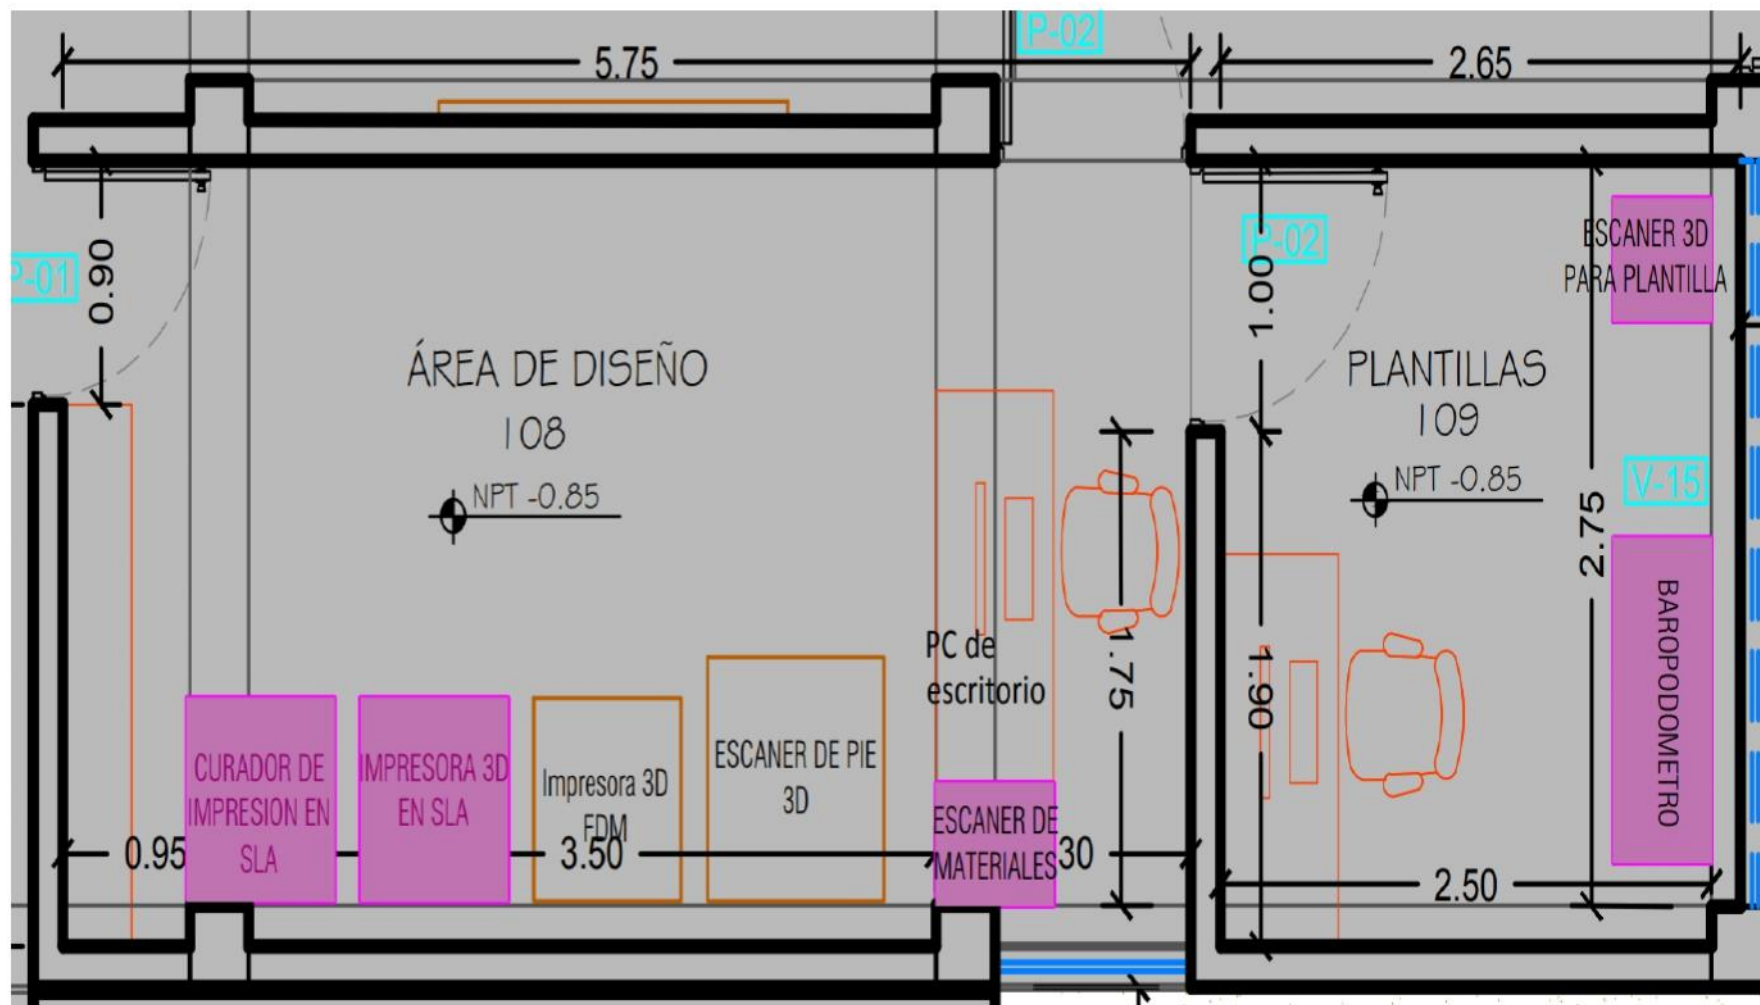 P-02
5.75
2.65
0.90
P-01
P-02
1.00
ESCANER 3D
PARA PLANTILLA
ÁREA DE DISEÑO
108
NPT -0.85
PLANTILLAS
109
NPT -0.85
V-15
2.75
PC de
escritorio
1.75
1.90
BAROPODOMETRO
CURADOR DE
IMPRESION EN
SLA
IMPRESORA 3D
EN SLA
Impresora 3D
FDM
ESCANER DE PIE
3D
ESCANER DE
MATERIALES
0.95
3.50
30
2.50